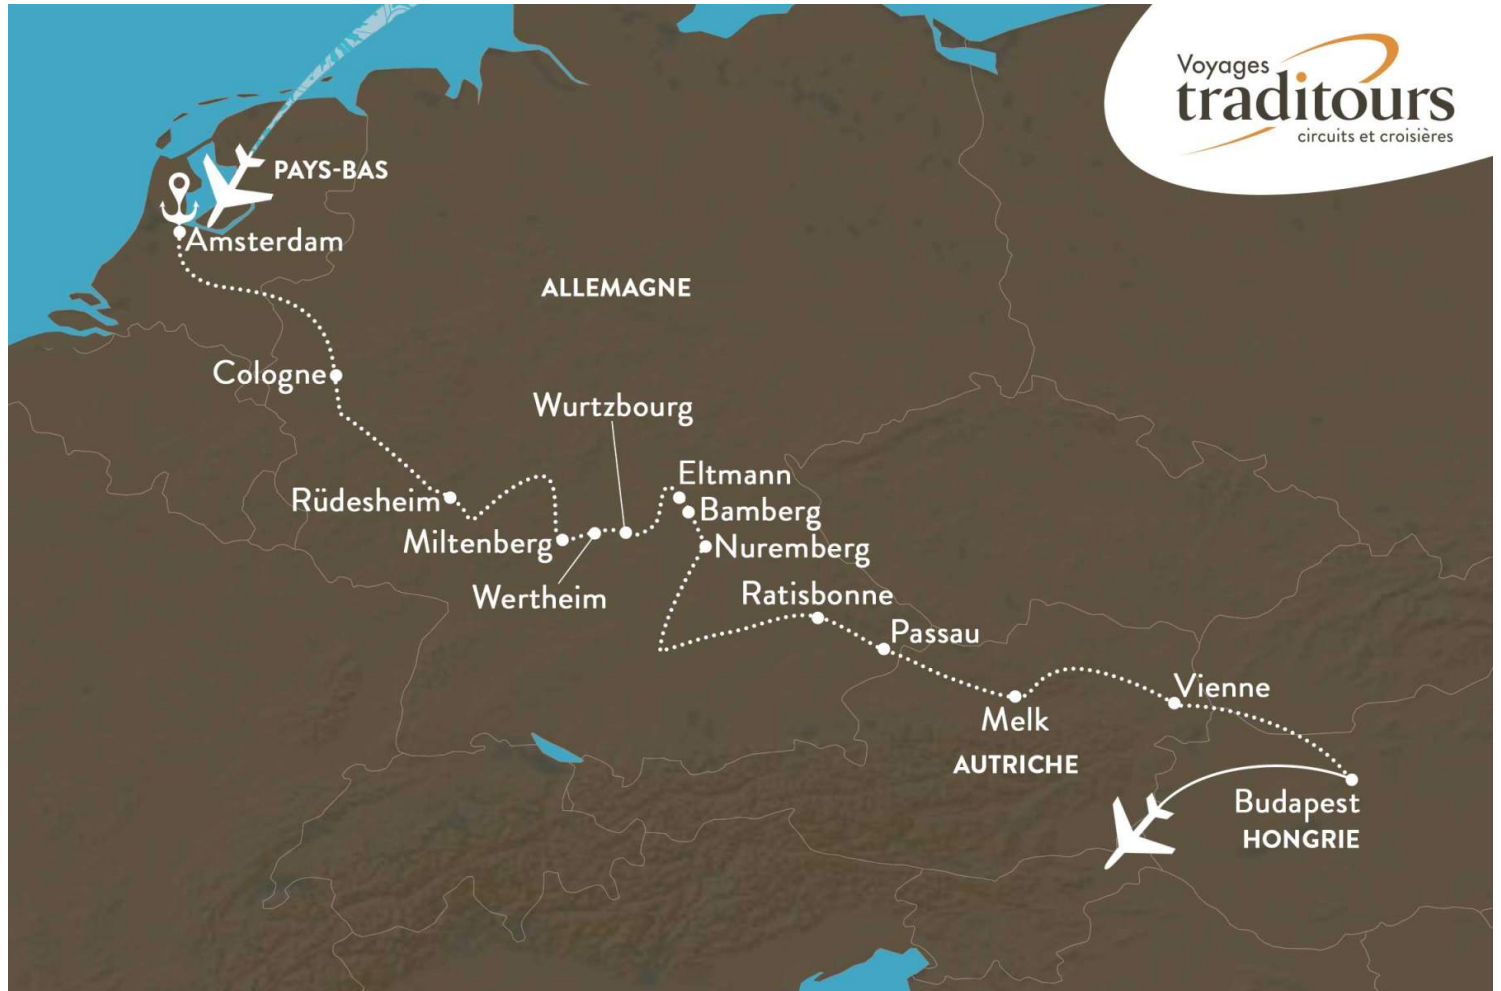 Voyages
traditours
circuits et croisières
PAYS-BAS
Amsterdam
ALLEMAGNE
Cologne
Wurtzbourg
Eltmann
Rüdesheim
Bamberg
Miltenberg
Nuremberg
Wertheim
Ratisbonne
Passau
Vienne
Melk
AUTRICHE
Budapest
HONGRIE